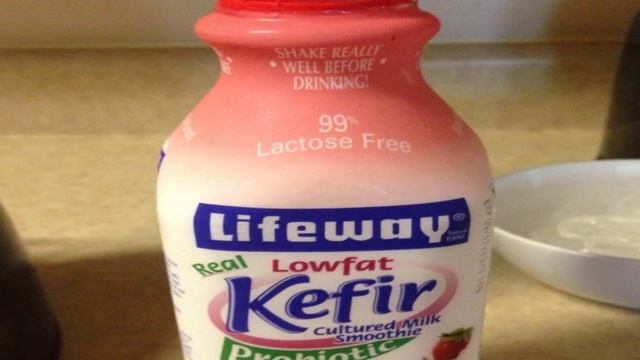 SHAKE REALLY
• WELL BEFORE •
DRINKING!
99%
Lactose Free
Lifeway®
Real
Lowfat
Kefir
Cultured Milk
Smoothie
Probiotic